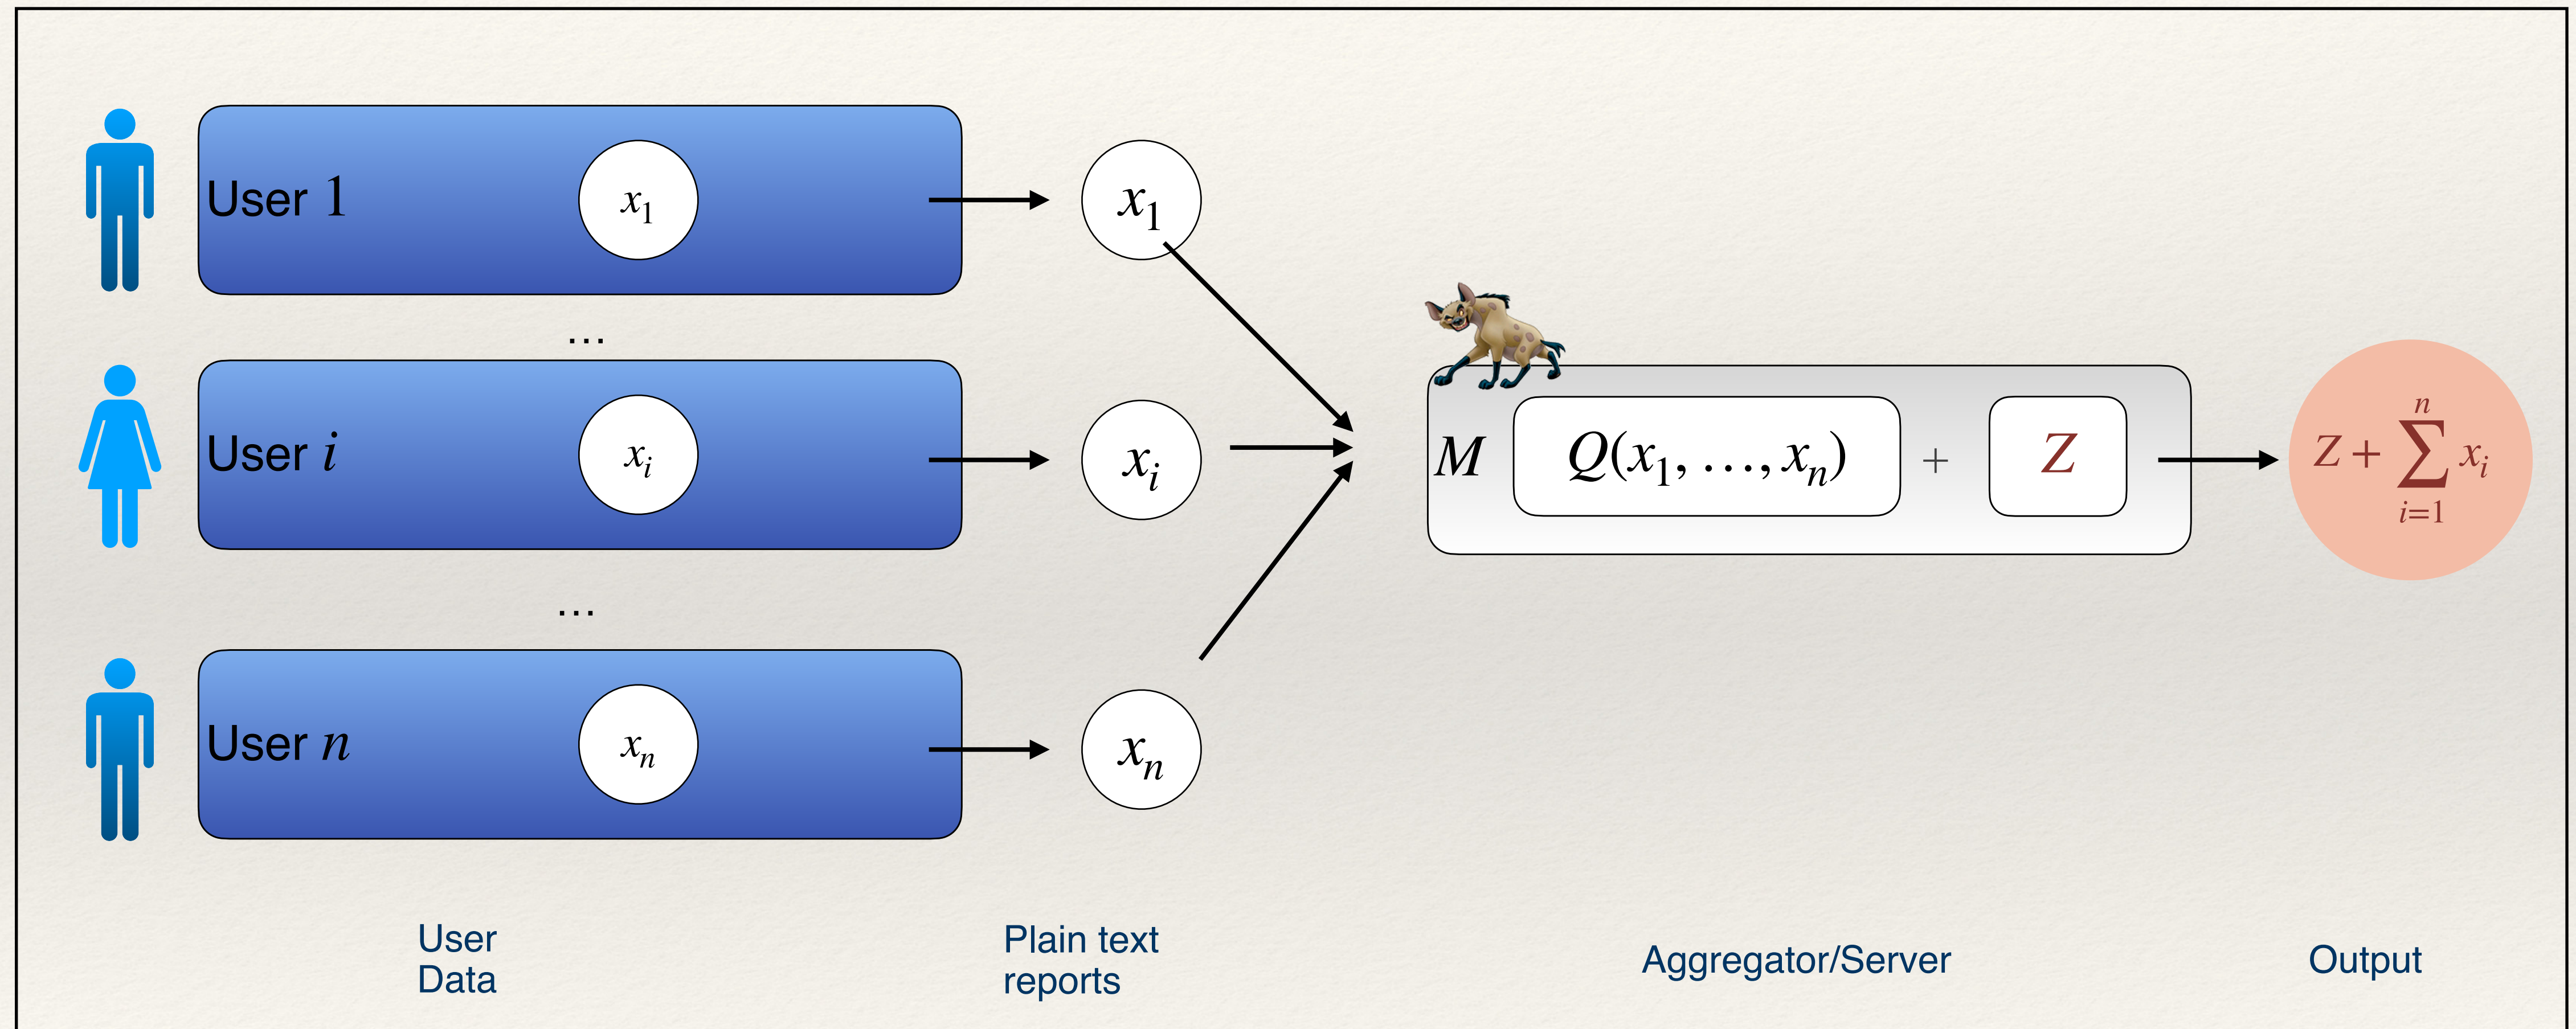 User 1
x₁
x₁
...
User i
xᵢ
xᵢ
M
Q(x₁, …, xₙ)
+
Z
Z + ∑ⁿᵢ₌₁ xᵢ
...
User n
xₙ
xₙ
User
Data
Plain text
reports
Aggregator/Server
Output